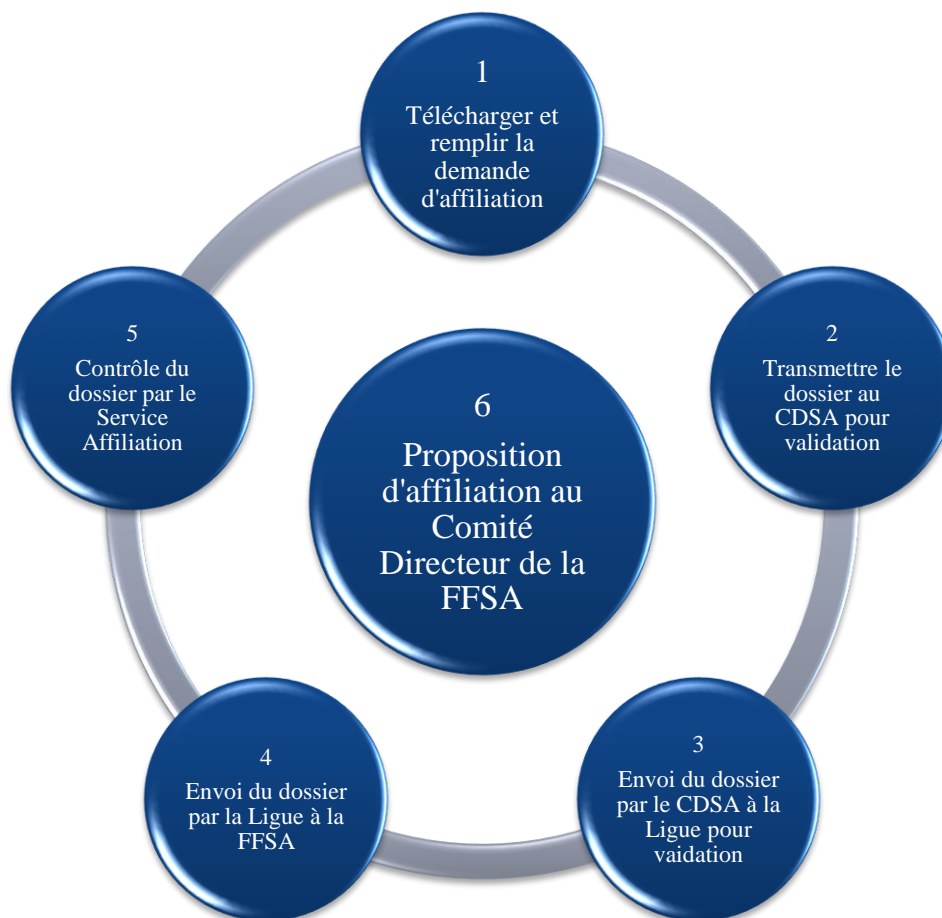 1
Télécharger et
remplir la
demande
d'affiliation
2
Transmettre le
dossier au
CDSA pour
validation
3
Envoi du dossier
par le CDSA à la
Ligue pour
vaidation
4
Envoi du dossier
par la Ligue à la
FFSA
5
Contrôle du
dossier par le
Service
Affiliation
6
Proposition
d'affiliation au
Comité
Directeur de la
FFSA